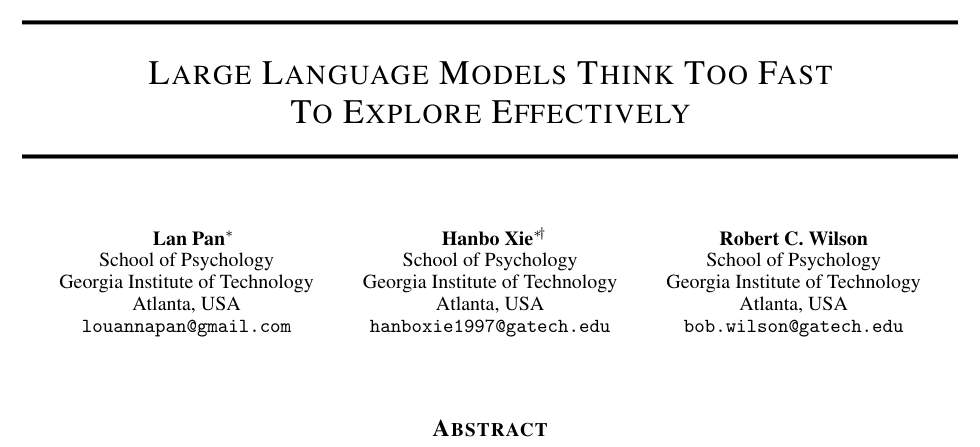 LARGE LANGUAGE MODELS THINK TOO FAST
TO EXPLORE EFFECTIVELY
Lan Pan*
School of Psychology
Georgia Institute of Technology
Atlanta, USA
louannapan@gmail.com
Hanbo Xie*†
School of Psychology
Georgia Institute of Technology
Atlanta, USA
hanboxie1997@gatech.edu
Robert C. Wilson
School of Psychology
Georgia Institute of Technology
Atlanta, USA
bob.wilson@gatech.edu
ABSTRACT